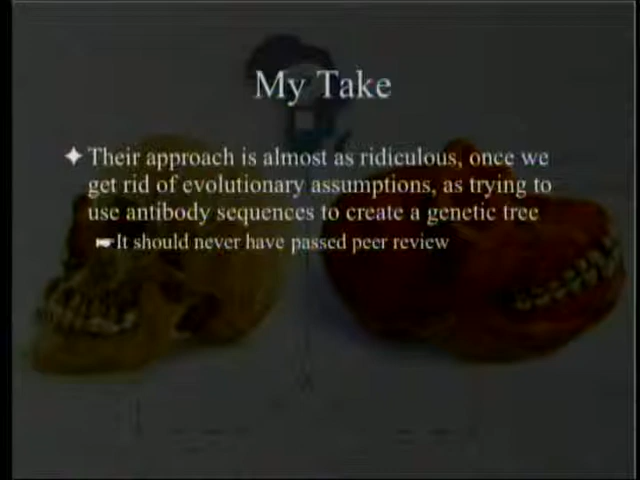 My Take
Their approach is almost as ridiculous, once we
get rid of evolutionary assumptions, as trying to
use antibody sequences to create a genetic tree
It should never have passed peer review